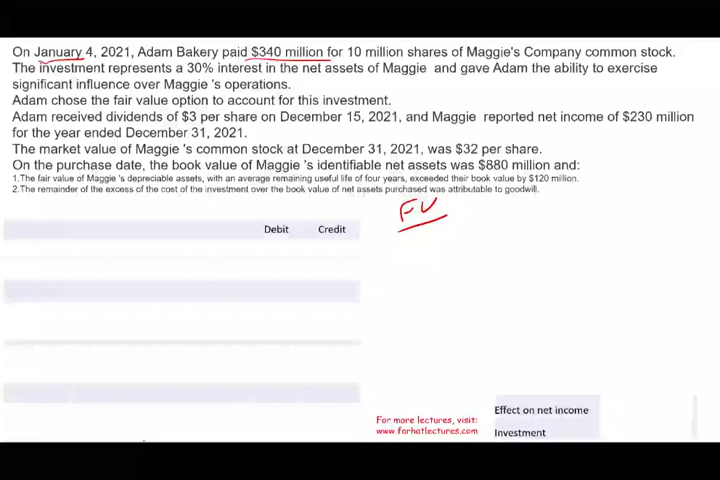 On January 4, 2021, Adam Bakery paid $340 million for 10 million shares of Maggie's Company common stock.
The investment represents a 30% interest in the net assets of Maggie and gave Adam the ability to exercise
significant influence over Maggie 's operations.
Adam chose the fair value option to account for this investment.
Adam received dividends of $3 per share on December 15, 2021, and Maggie reported net income of $230 million
for the year ended December 31, 2021.
The market value of Maggie 's common stock at December 31, 2021, was $32 per share.
On the purchase date, the book value of Maggie 's identifiable net assets was $880 million and:
1.The fair value of Maggie 's depreciable assets, with an average remaining useful life of four years, exceeded their book value by $120 million.
2.The remainder of the excess of the cost of the investment over the book value of net assets purchased was attributable to goodwill.
FV
Debit Credit
Effect on net income
For more lectures, visit:
www.farhatlectures.com
Investment